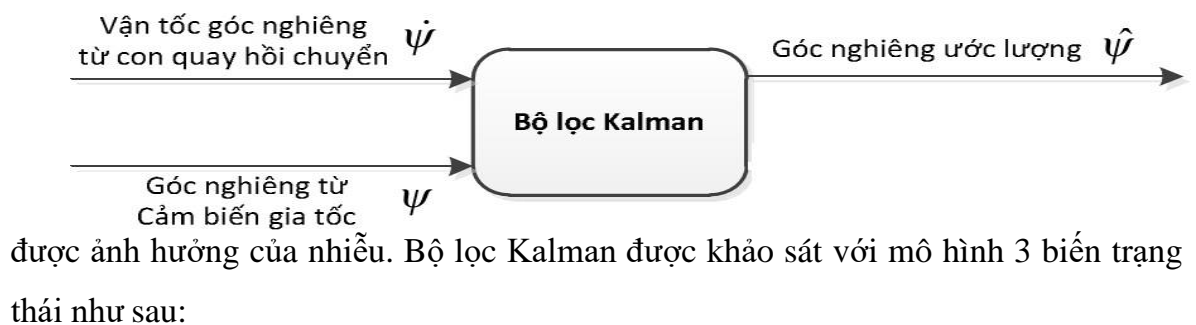 Vận tốc góc nghiêng
từ con quay hồi chuyển ψ̇
Góc nghiêng ước lượng ψ̂
Bộ lọc Kalman
Góc nghiêng từ
Cảm biến gia tốc ψ
được ảnh hưởng của nhiễu. Bộ lọc Kalman được khảo sát với mô hình 3 biến trạng
thái như sau: